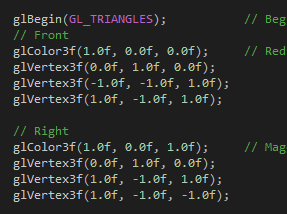 glBegin(GL_TRIANGLES);           // Beg
// Front
glColor3f(1.0f, 0.0f, 0.0f);     // Red
glVertex3f(0.0f, 1.0f, 0.0f);
glVertex3f(-1.0f, -1.0f, 1.0f);
glVertex3f(1.0f, -1.0f, 1.0f);

// Right
glColor3f(1.0f, 0.0f, 1.0f);     // Mag
glVertex3f(0.0f, 1.0f, 0.0f);
glVertex3f(1.0f, -1.0f, 1.0f);
glVertex3f(1.0f, -1.0f, -1.0f);